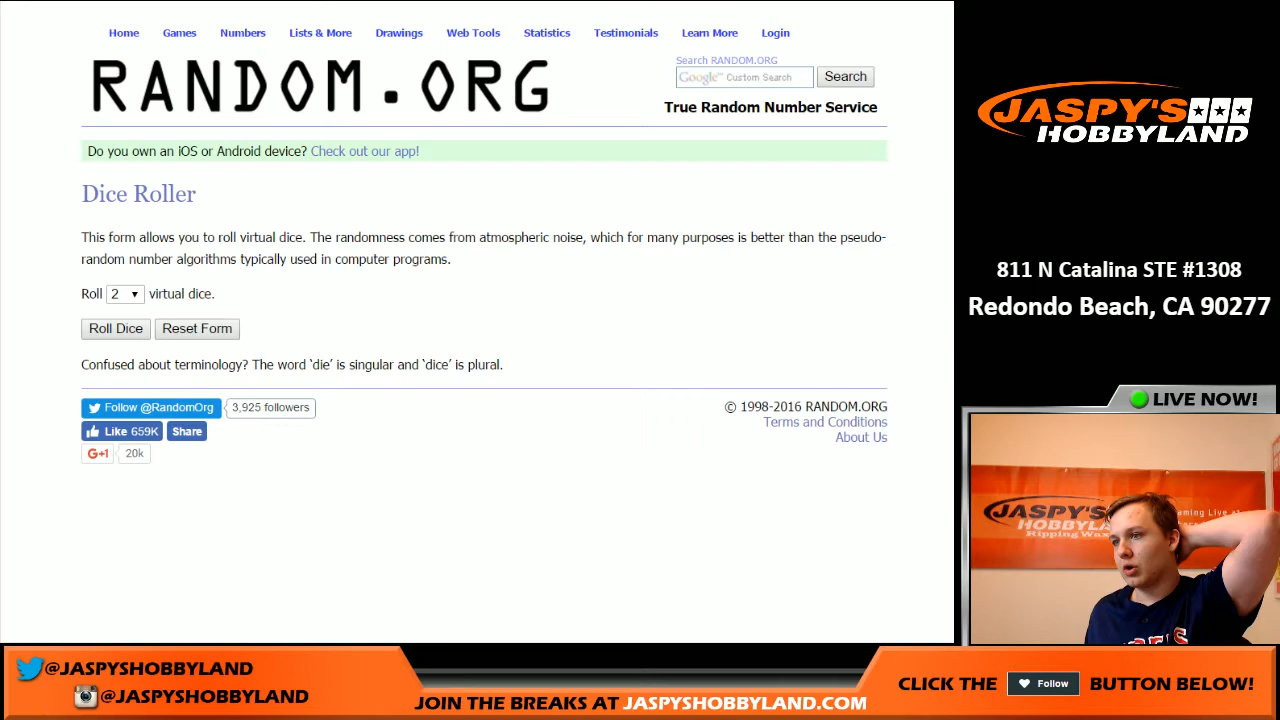 Home Games Numbers Lists & More Drawings Web Tools Statistics Testimonials Learn More Login
RANDOM.ORG
Search RANDOM.ORG
Google™ Custom Search Search
True Random Number Service
Do you own an iOS or Android device? Check out our app!
Dice Roller
This form allows you to roll virtual dice. The randomness comes from atmospheric noise, which for many purposes is better than the pseudo-
random number algorithms typically used in computer programs.
Roll 2 virtual dice.
Roll Dice Reset Form
Confused about terminology? The word ‘die’ is singular and ‘dice’ is plural.
Follow @RandomOrg 3,925 followers
Like 659K Share
G+1 20k
© 1998-2016 RANDOM.ORG
Terms and Conditions
About Us
JASPY'S
HOBBYLAND
811 N Catalina STE #1308
Redondo Beach, CA 90277
LIVE NOW!
JASPY'S
HOBBYLAND
Ripping Wax
@JASPYSHOBBYLAND
@JASPYSHOBBYLAND
JOIN THE BREAKS AT JASPYSHOBBYLAND.COM
CLICK THE Follow BUTTON BELOW!